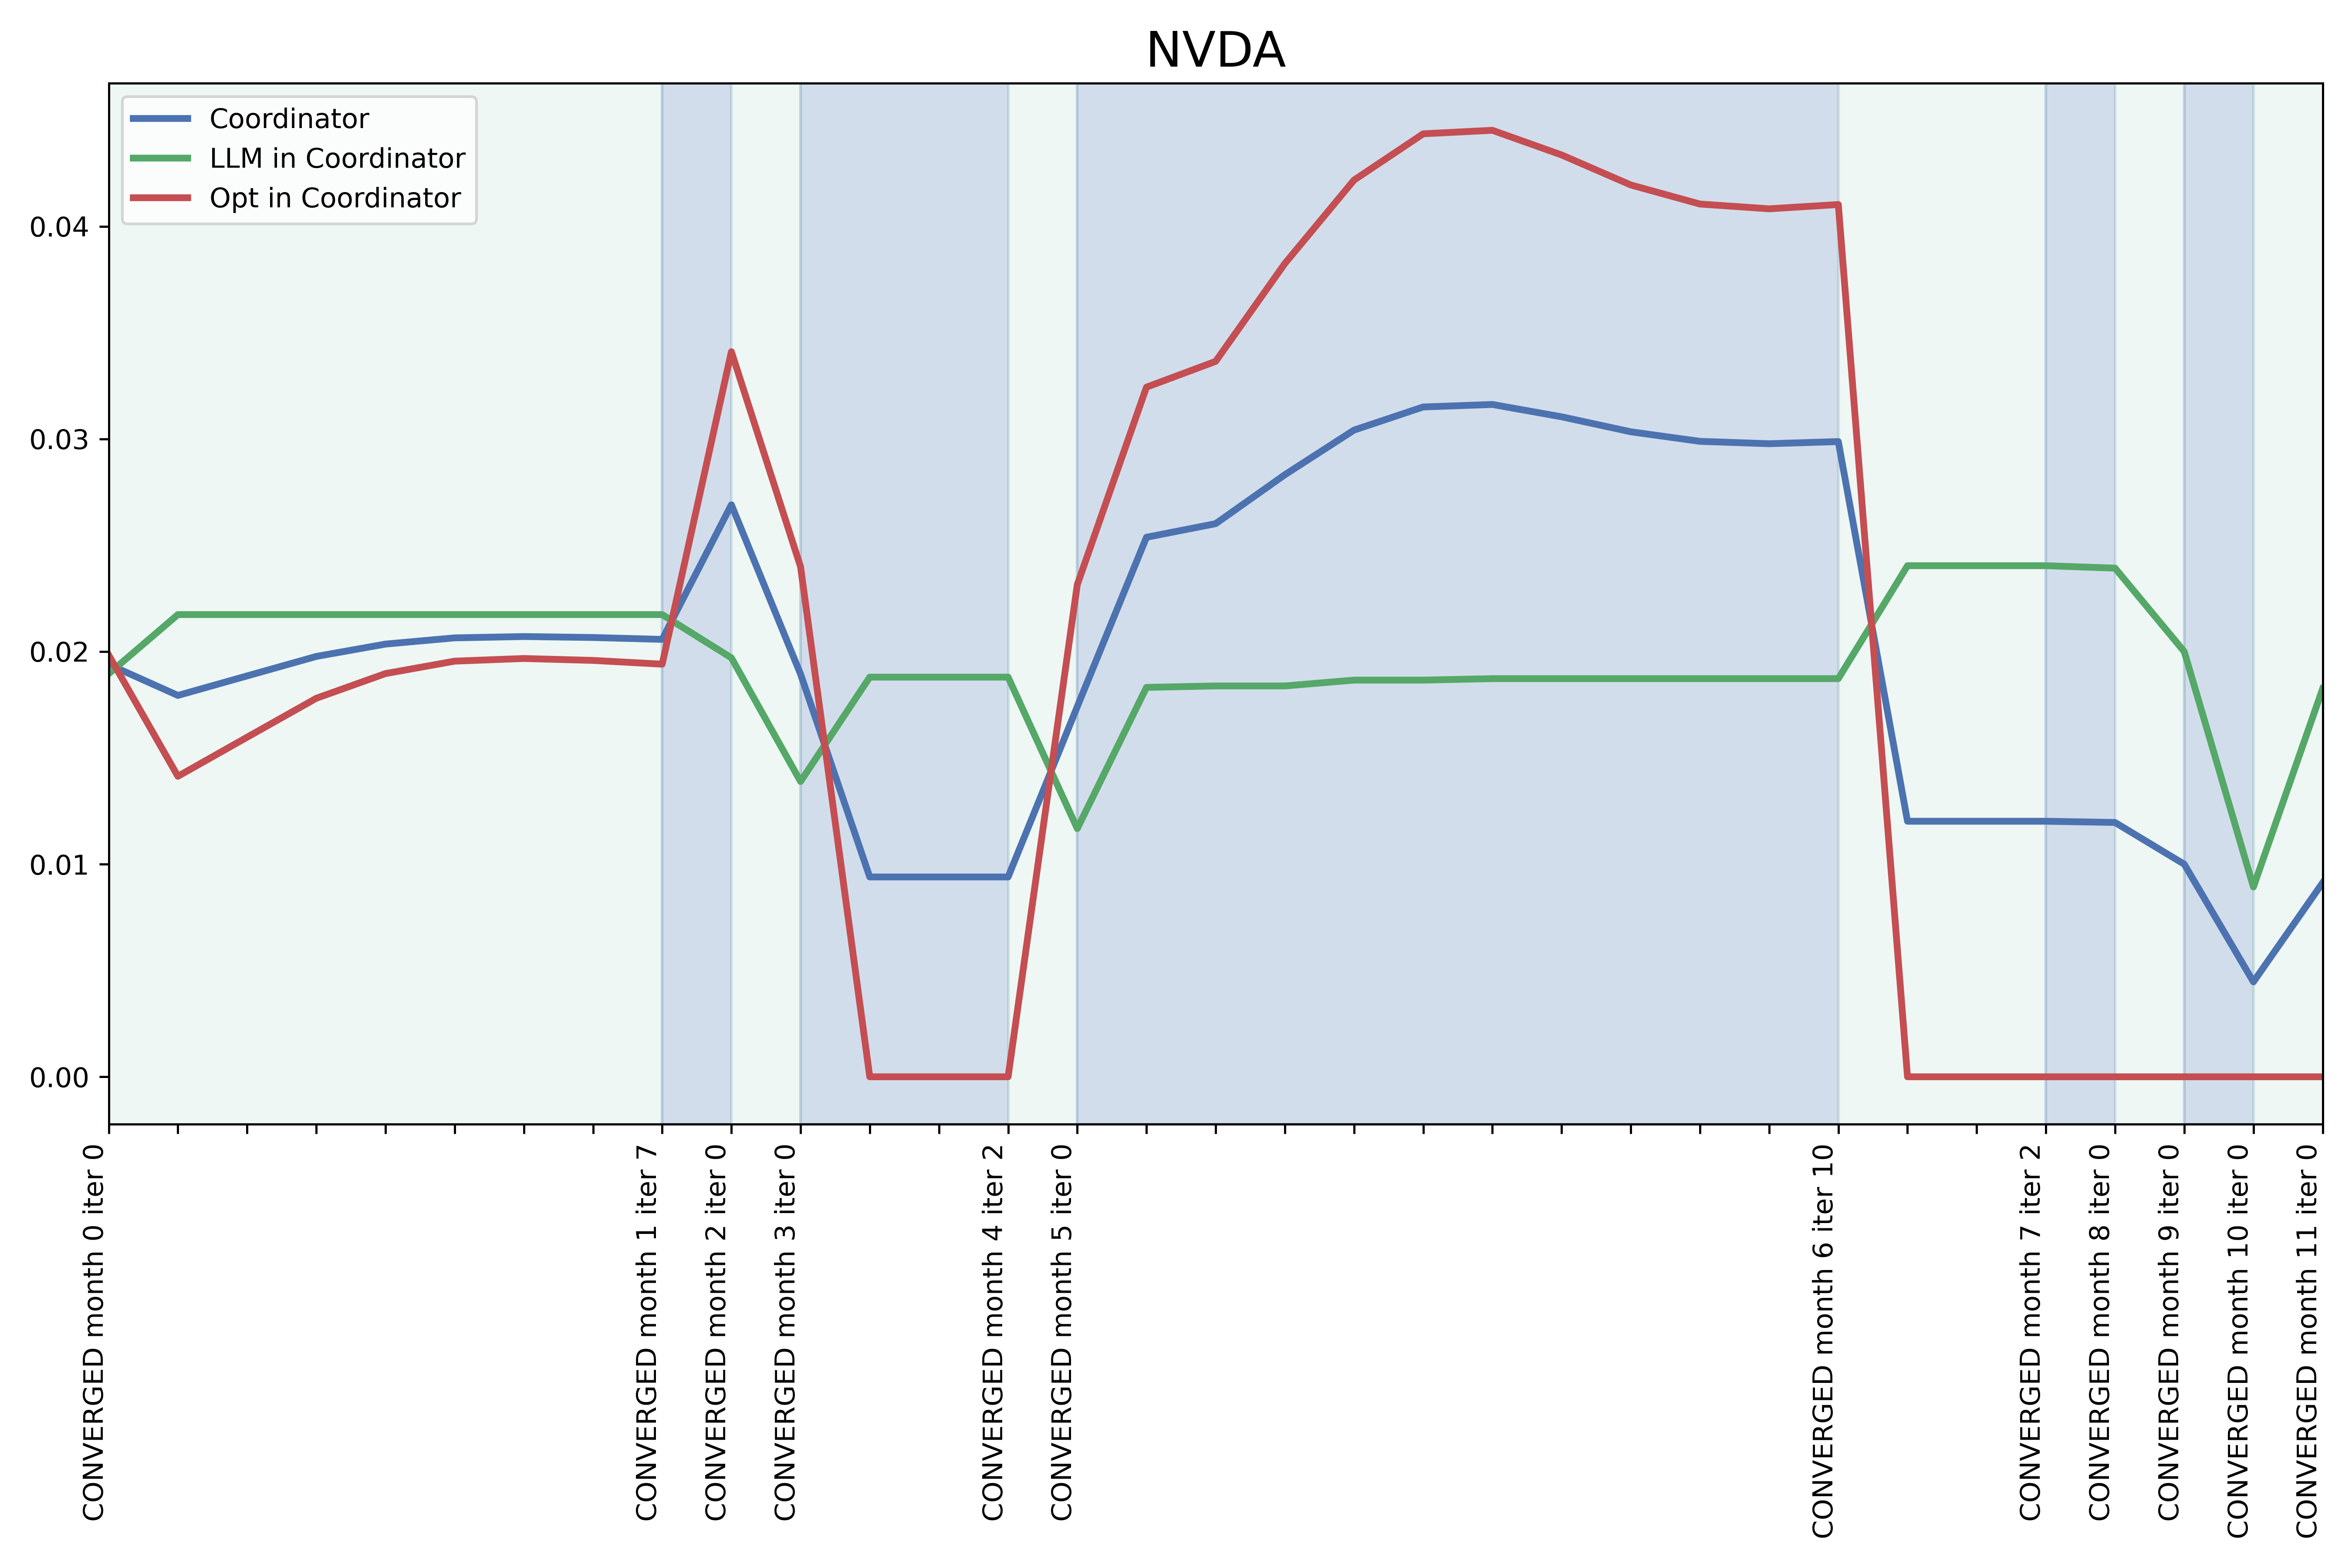 NVDA
Coordinator
LLM in Coordinator
Opt in Coordinator
0.04
0.03
0.02
0.01
0.00
CONVERGED month 0 iter 0
CONVERGED month 1 iter 7
CONVERGED month 2 iter 0
CONVERGED month 3 iter 0
CONVERGED month 4 iter 2
CONVERGED month 5 iter 0
CONVERGED month 6 iter 10
CONVERGED month 7 iter 2
CONVERGED month 8 iter 0
CONVERGED month 9 iter 0
CONVERGED month 10 iter 0
CONVERGED month 11 iter 0